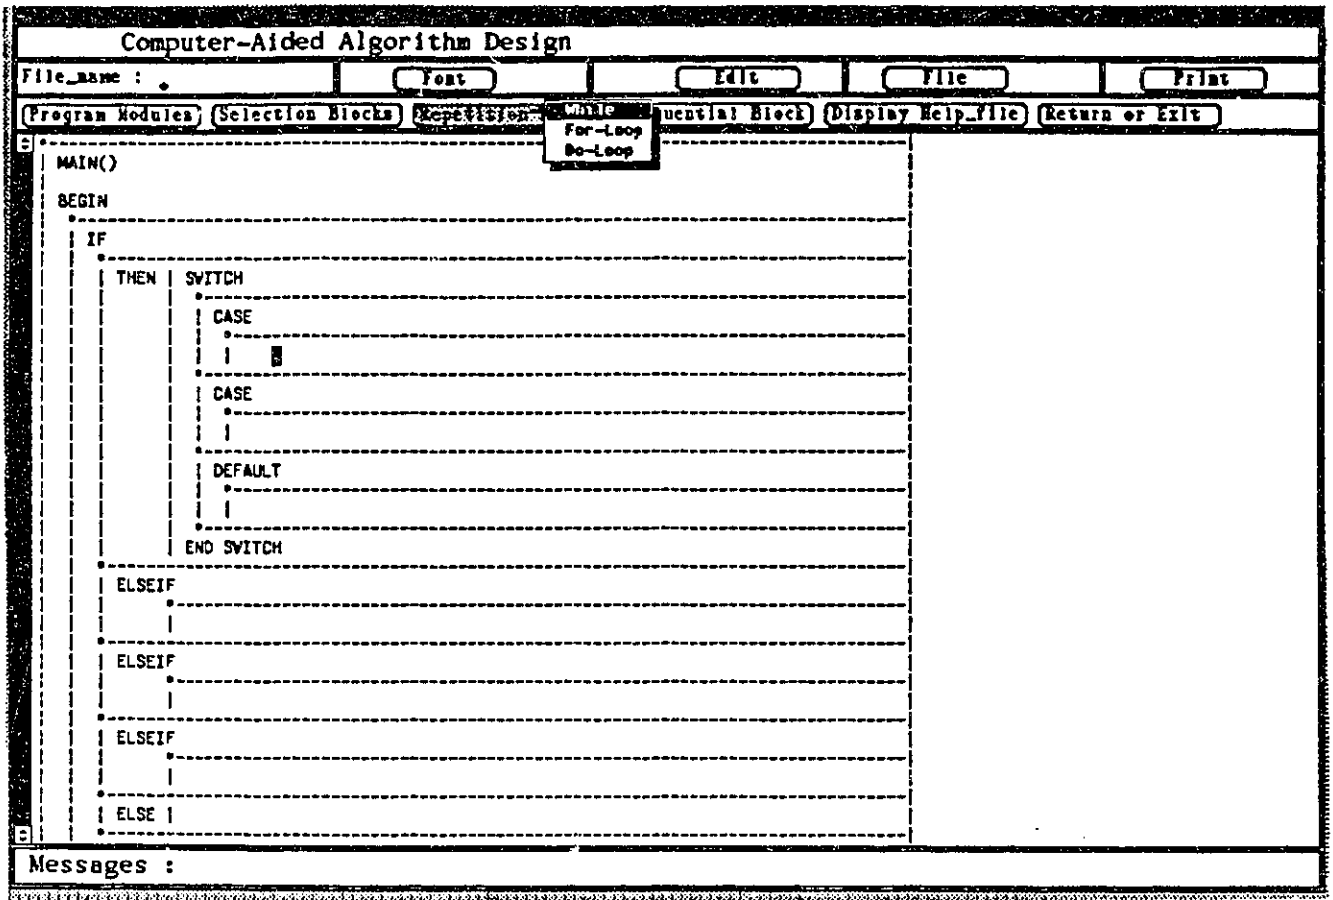 Computer-Aided Algorithm Design
File_name : Font Edit File Print
Program Modules Selection Blocks Repetition While uential Block Display Help_file Return or Exit
For-Loop
Do-Loop
MAIN()
BEGIN
IF
THEN SWITCH
CASE
CASE
DEFAULT
END SWITCH
ELSEIF
ELSEIF
ELSEIF
ELSE
Messages :